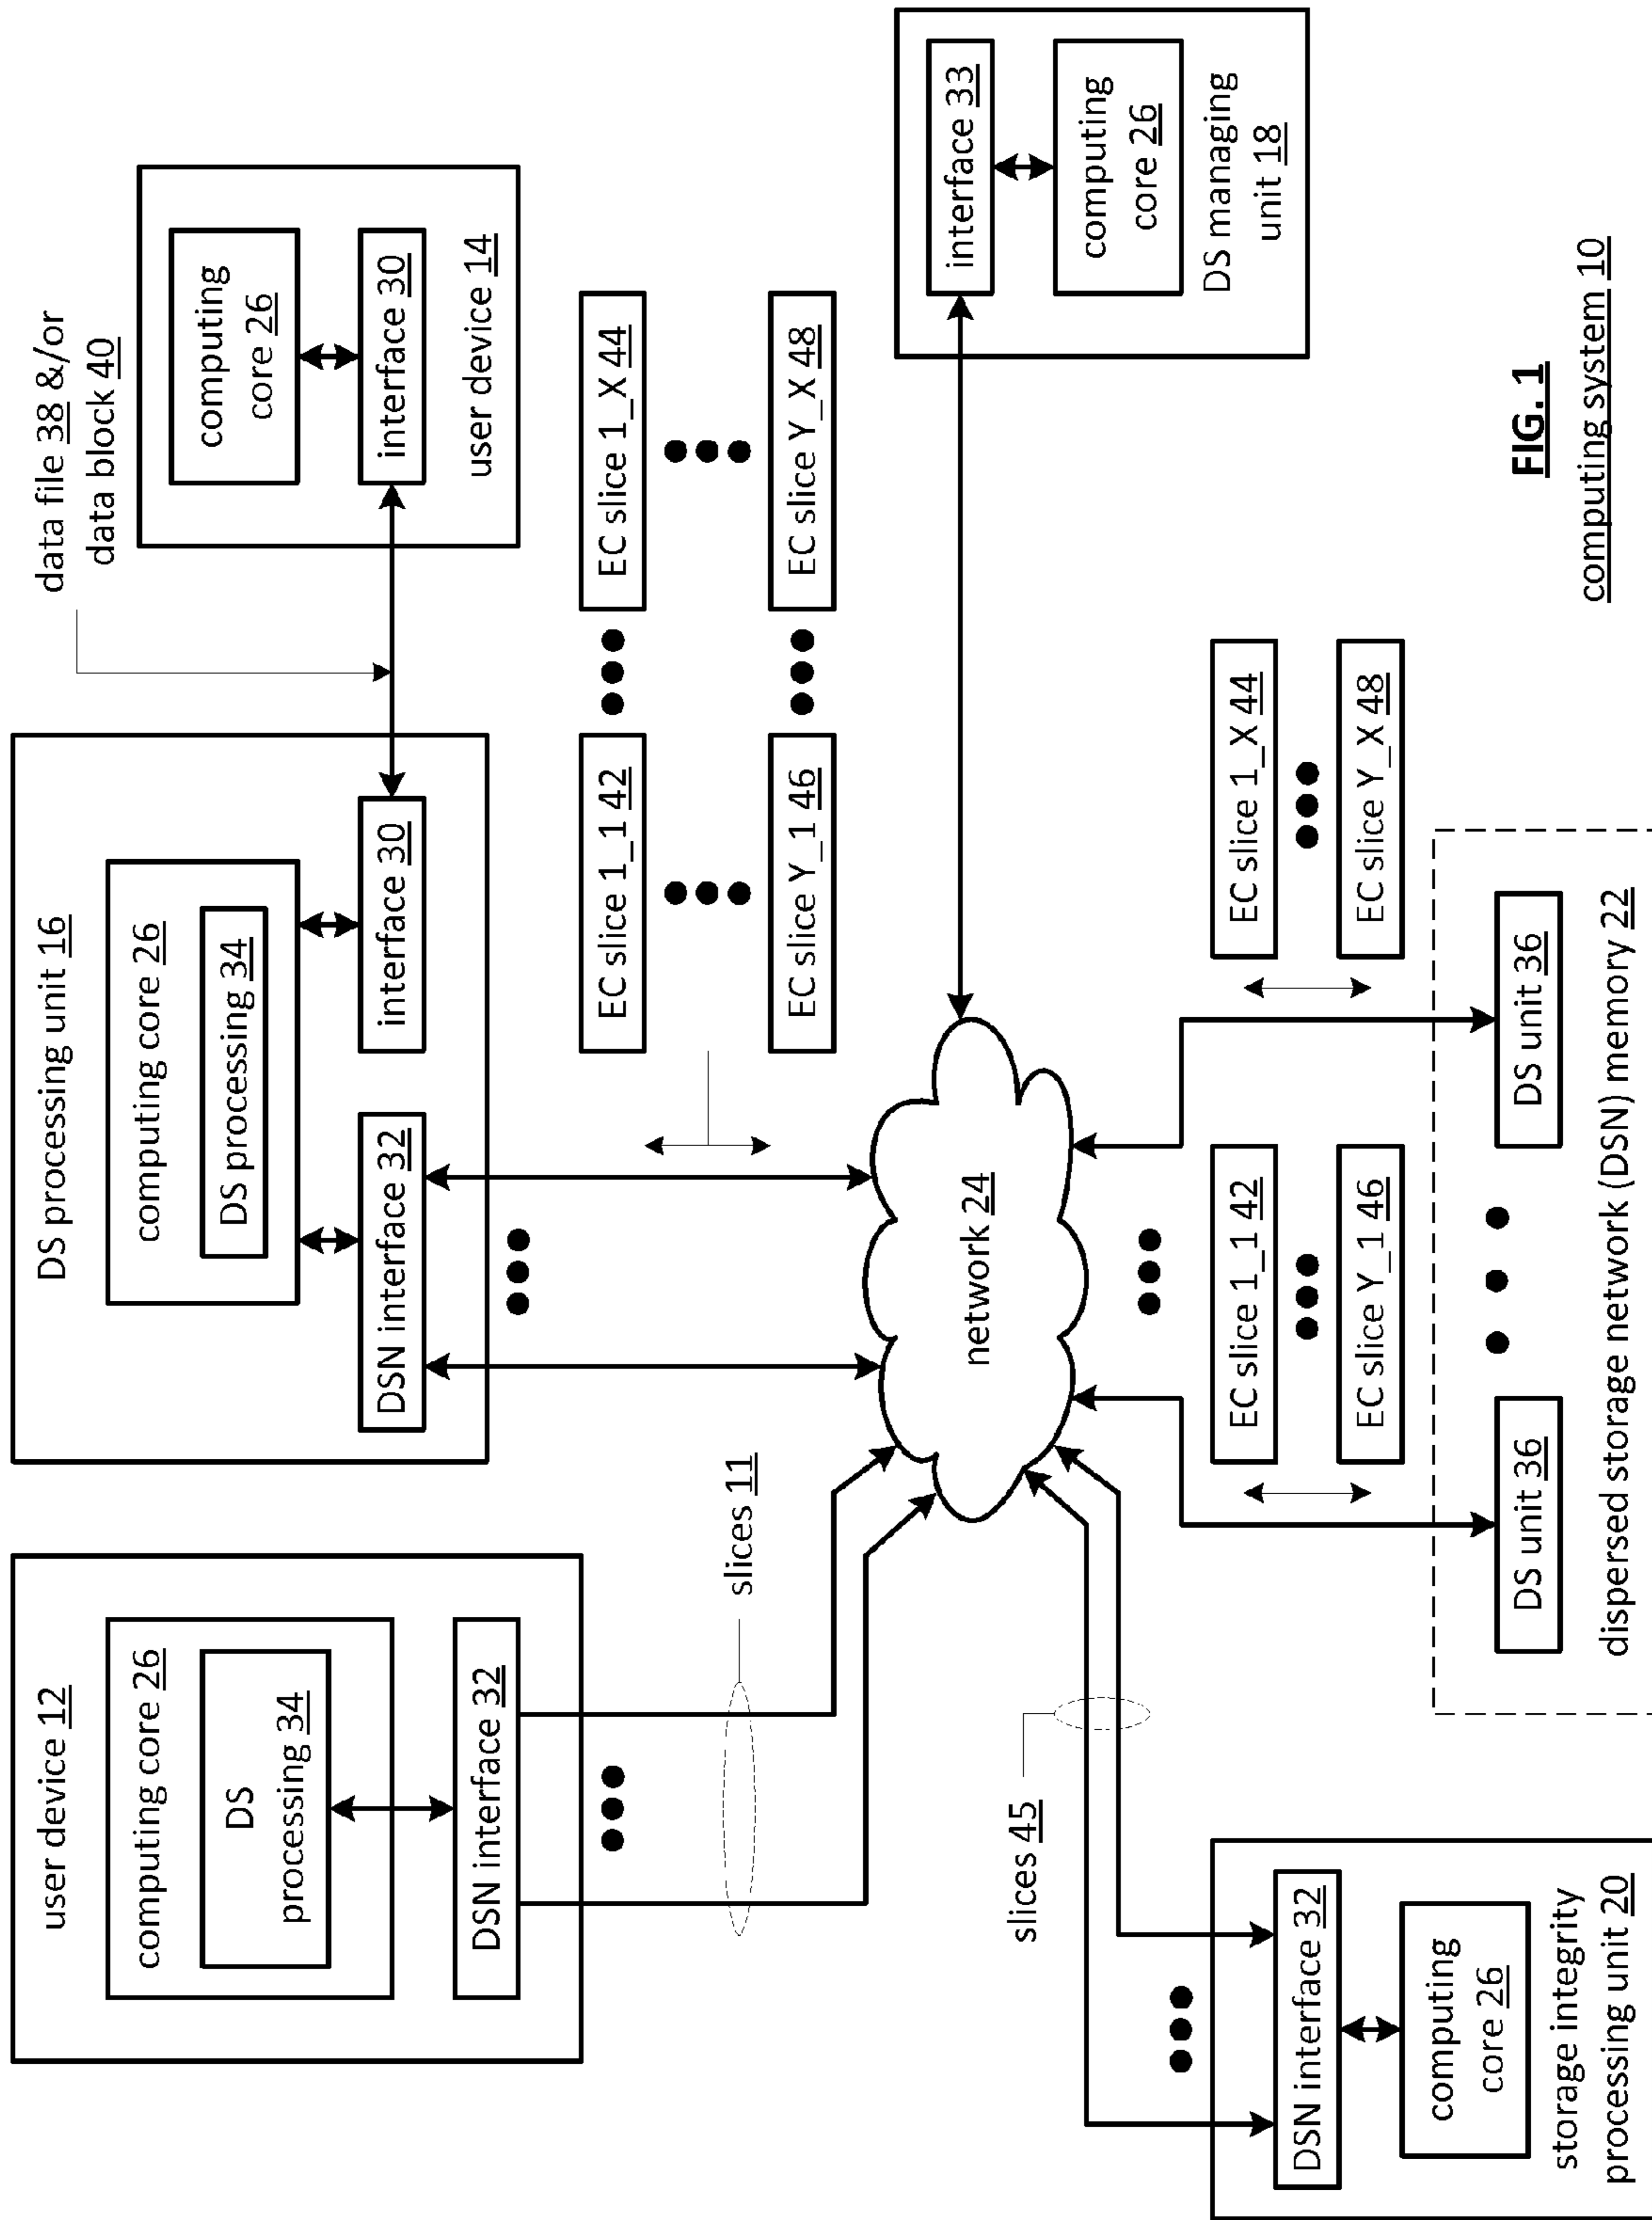 user device 12
computing core 26
DS
processing 34
DSN interface 32
slices 11
DS processing unit 16
computing core 26
DS processing 34
DSN interface 32
interface 30
data file 38 &/or
data block 40
computing
core 26
interface 30
user device 14
EC slice 1_1 42
EC slice 1_X 44
EC slice Y_1 46
EC slice Y_X 48
network 24
interface 33
computing
core 26
DS managing
unit 18
slices 45
DSN interface 32
computing
core 26
storage integrity
processing unit 20
EC slice 1_1 42
EC slice Y_1 46
EC slice 1_X 44
EC slice Y_X 48
DS unit 36
DS unit 36
dispersed storage network (DSN) memory 22
FIG. 1
computing system 10